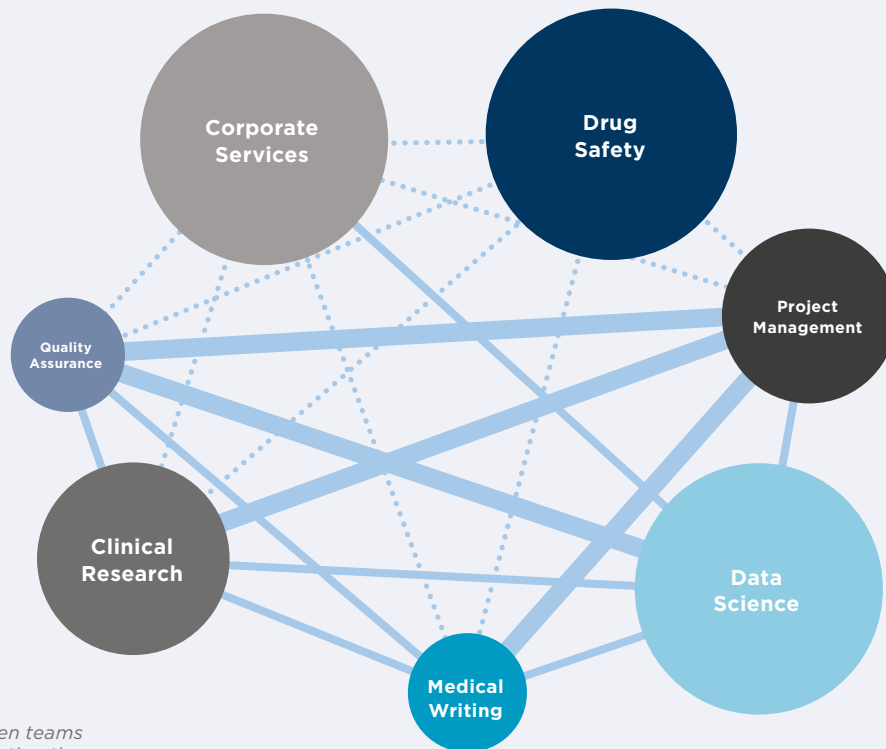 Corporate
Services
Drug
Safety
Project
Management
Quality
Assurance
Clinical
Research
Data
Science
Medical
Writing
en teams